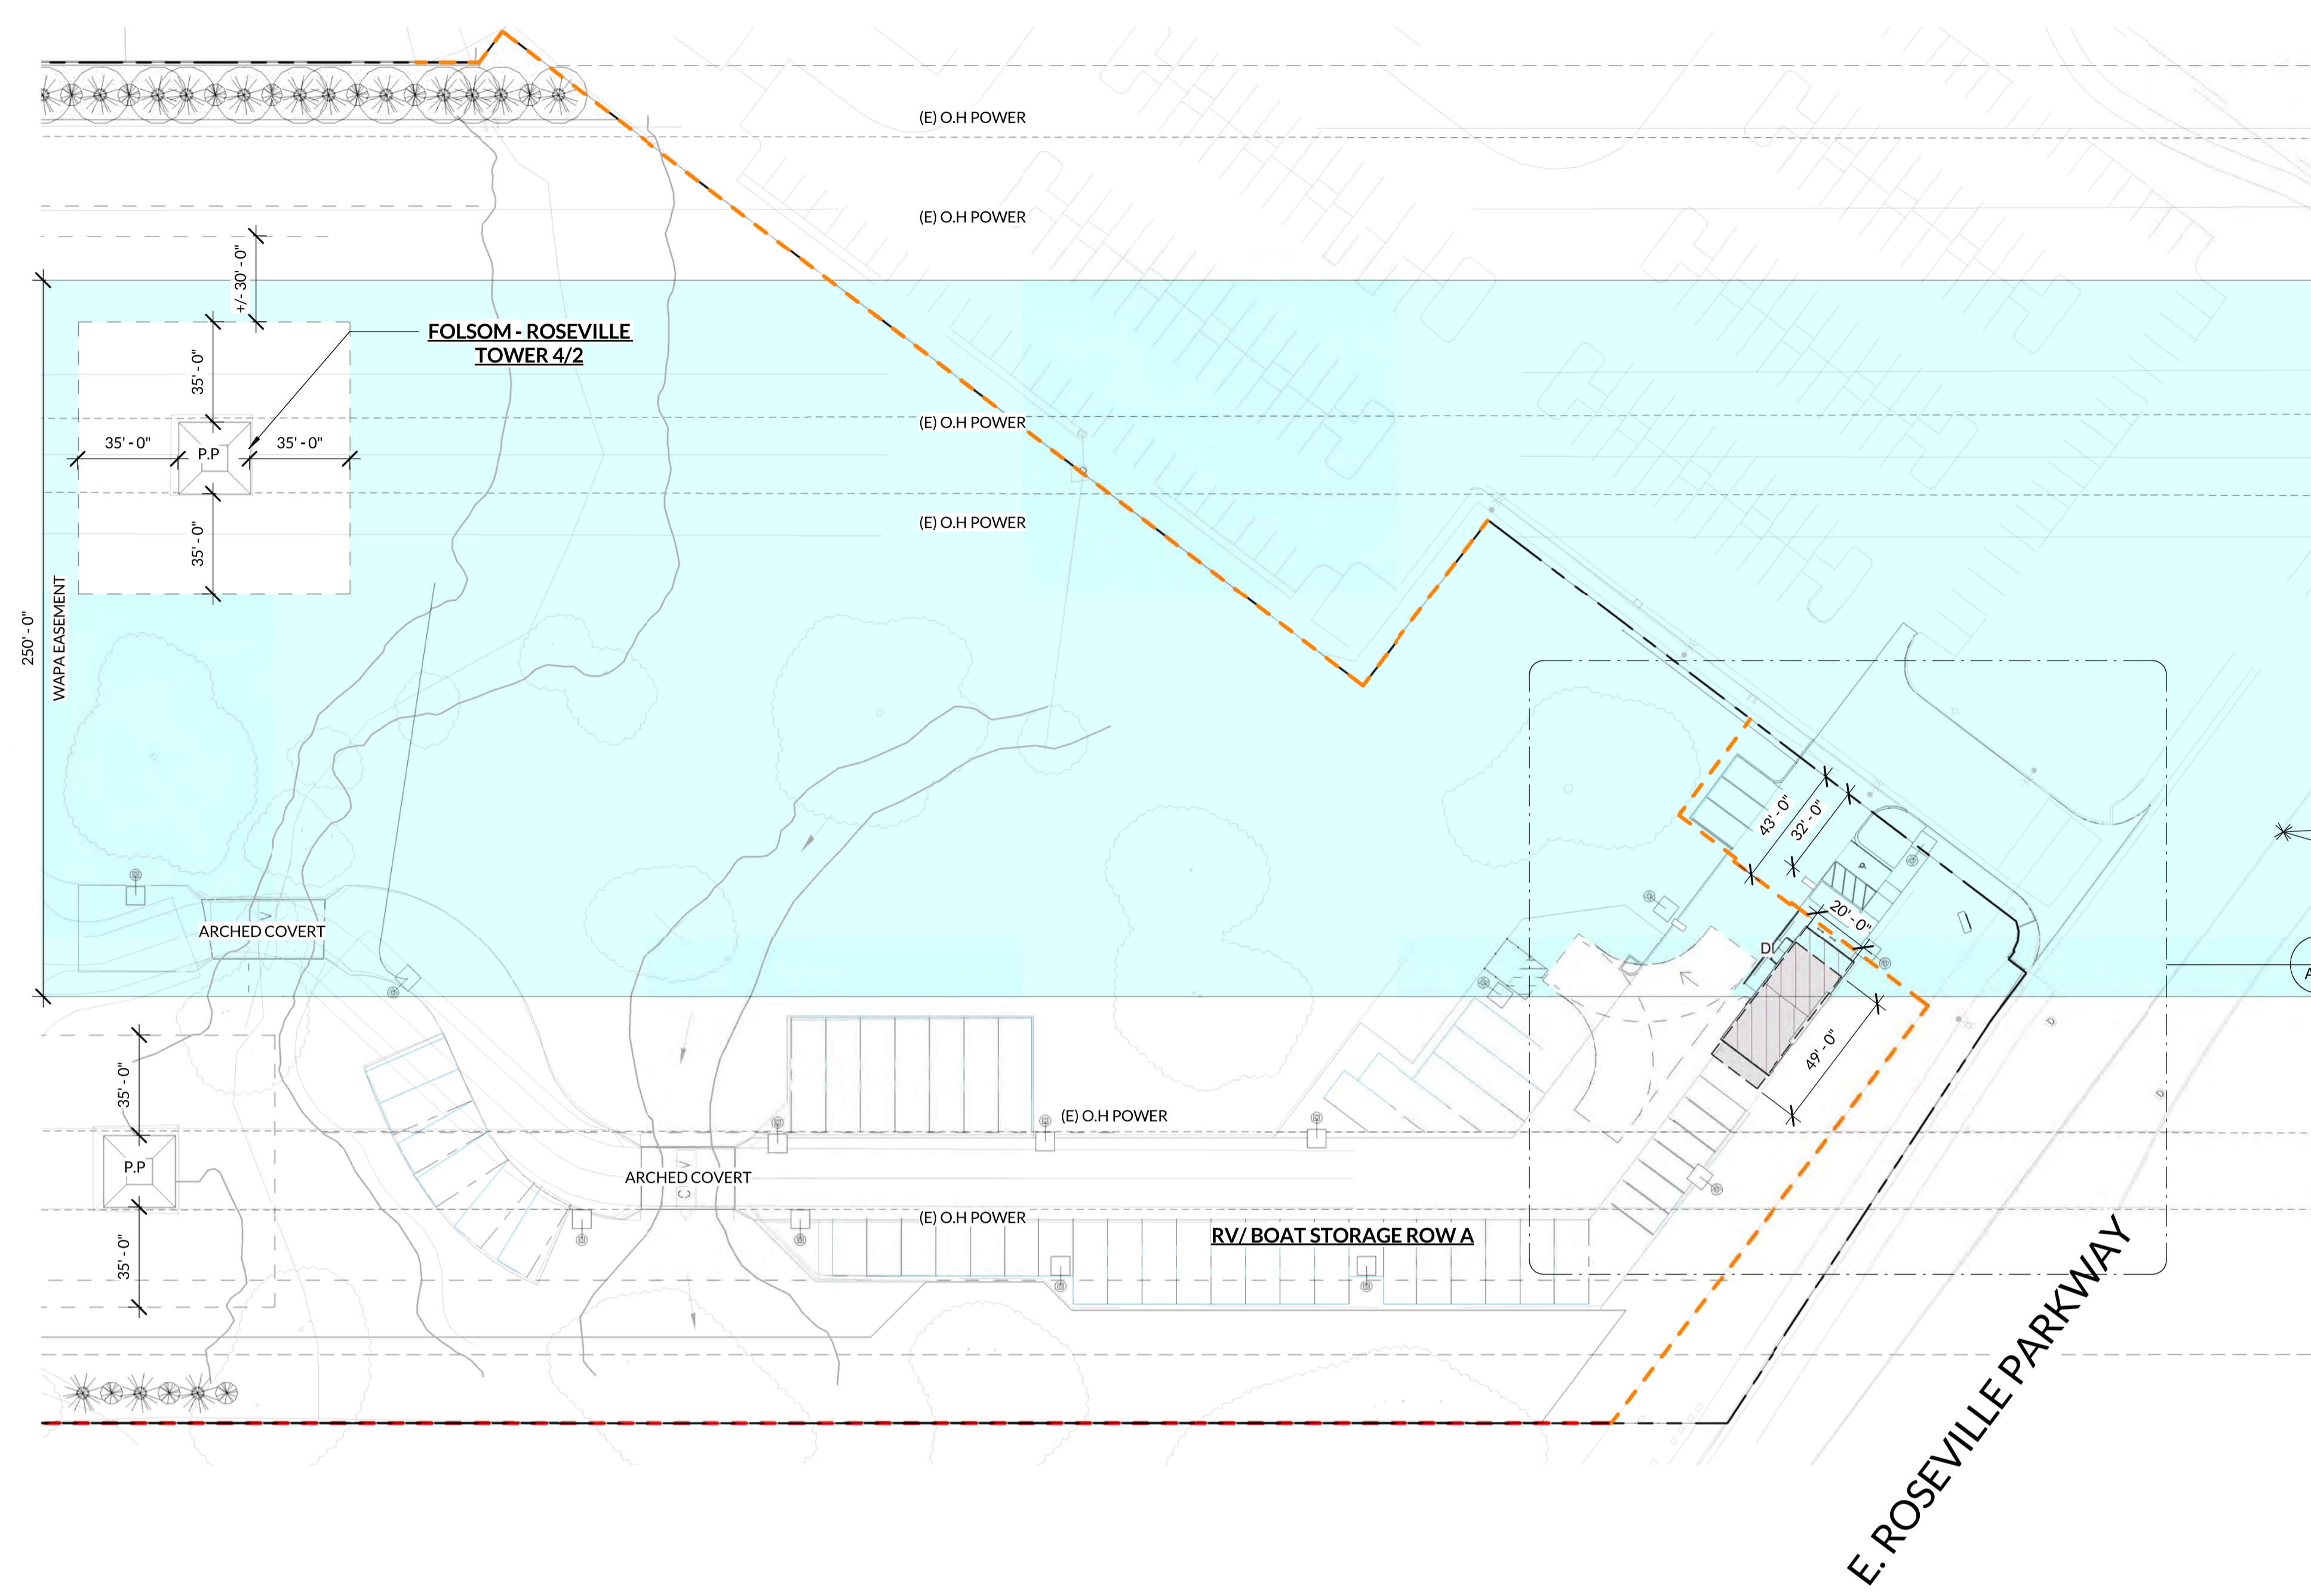 (E) O.H POWER
(E) O.H POWER
+/- 30' - 0"
FOLSOM - ROSEVILLE
TOWER 4/2
35' - 0"
(E) O.H POWER
35' - 0"
P.P
35' - 0"
35' - 0"
(E) O.H POWER
250' - 0"
WAPA EASEMENT
43' - 0"
32' - 0"
20' - 0"
ARCHED COVERT
DI
A
49' - 0"
35' - 0"
(E) O.H POWER
P.P
ARCHED COVERT
(E) O.H POWER
RV/ BOAT STORAGE ROW A
35' - 0"
E. ROSEVILLE PARKWAY